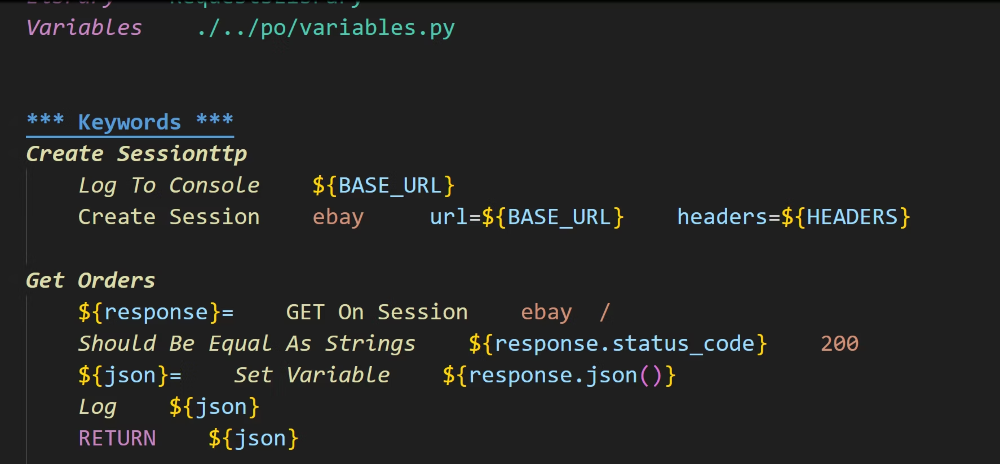 Library    RequestsLibrary
Variables    ./../po/variables.py
*** Keywords ***
Create Sessionttp
    Log To Console    ${BASE_URL}
    Create Session    ebay     url=${BASE_URL}    headers=${HEADERS}
Get Orders
    ${response}=    GET On Session    ebay  /
    Should Be Equal As Strings    ${response.status_code}    200
    ${json}=    Set Variable    ${response.json()}
    Log    ${json}
    RETURN    ${json}